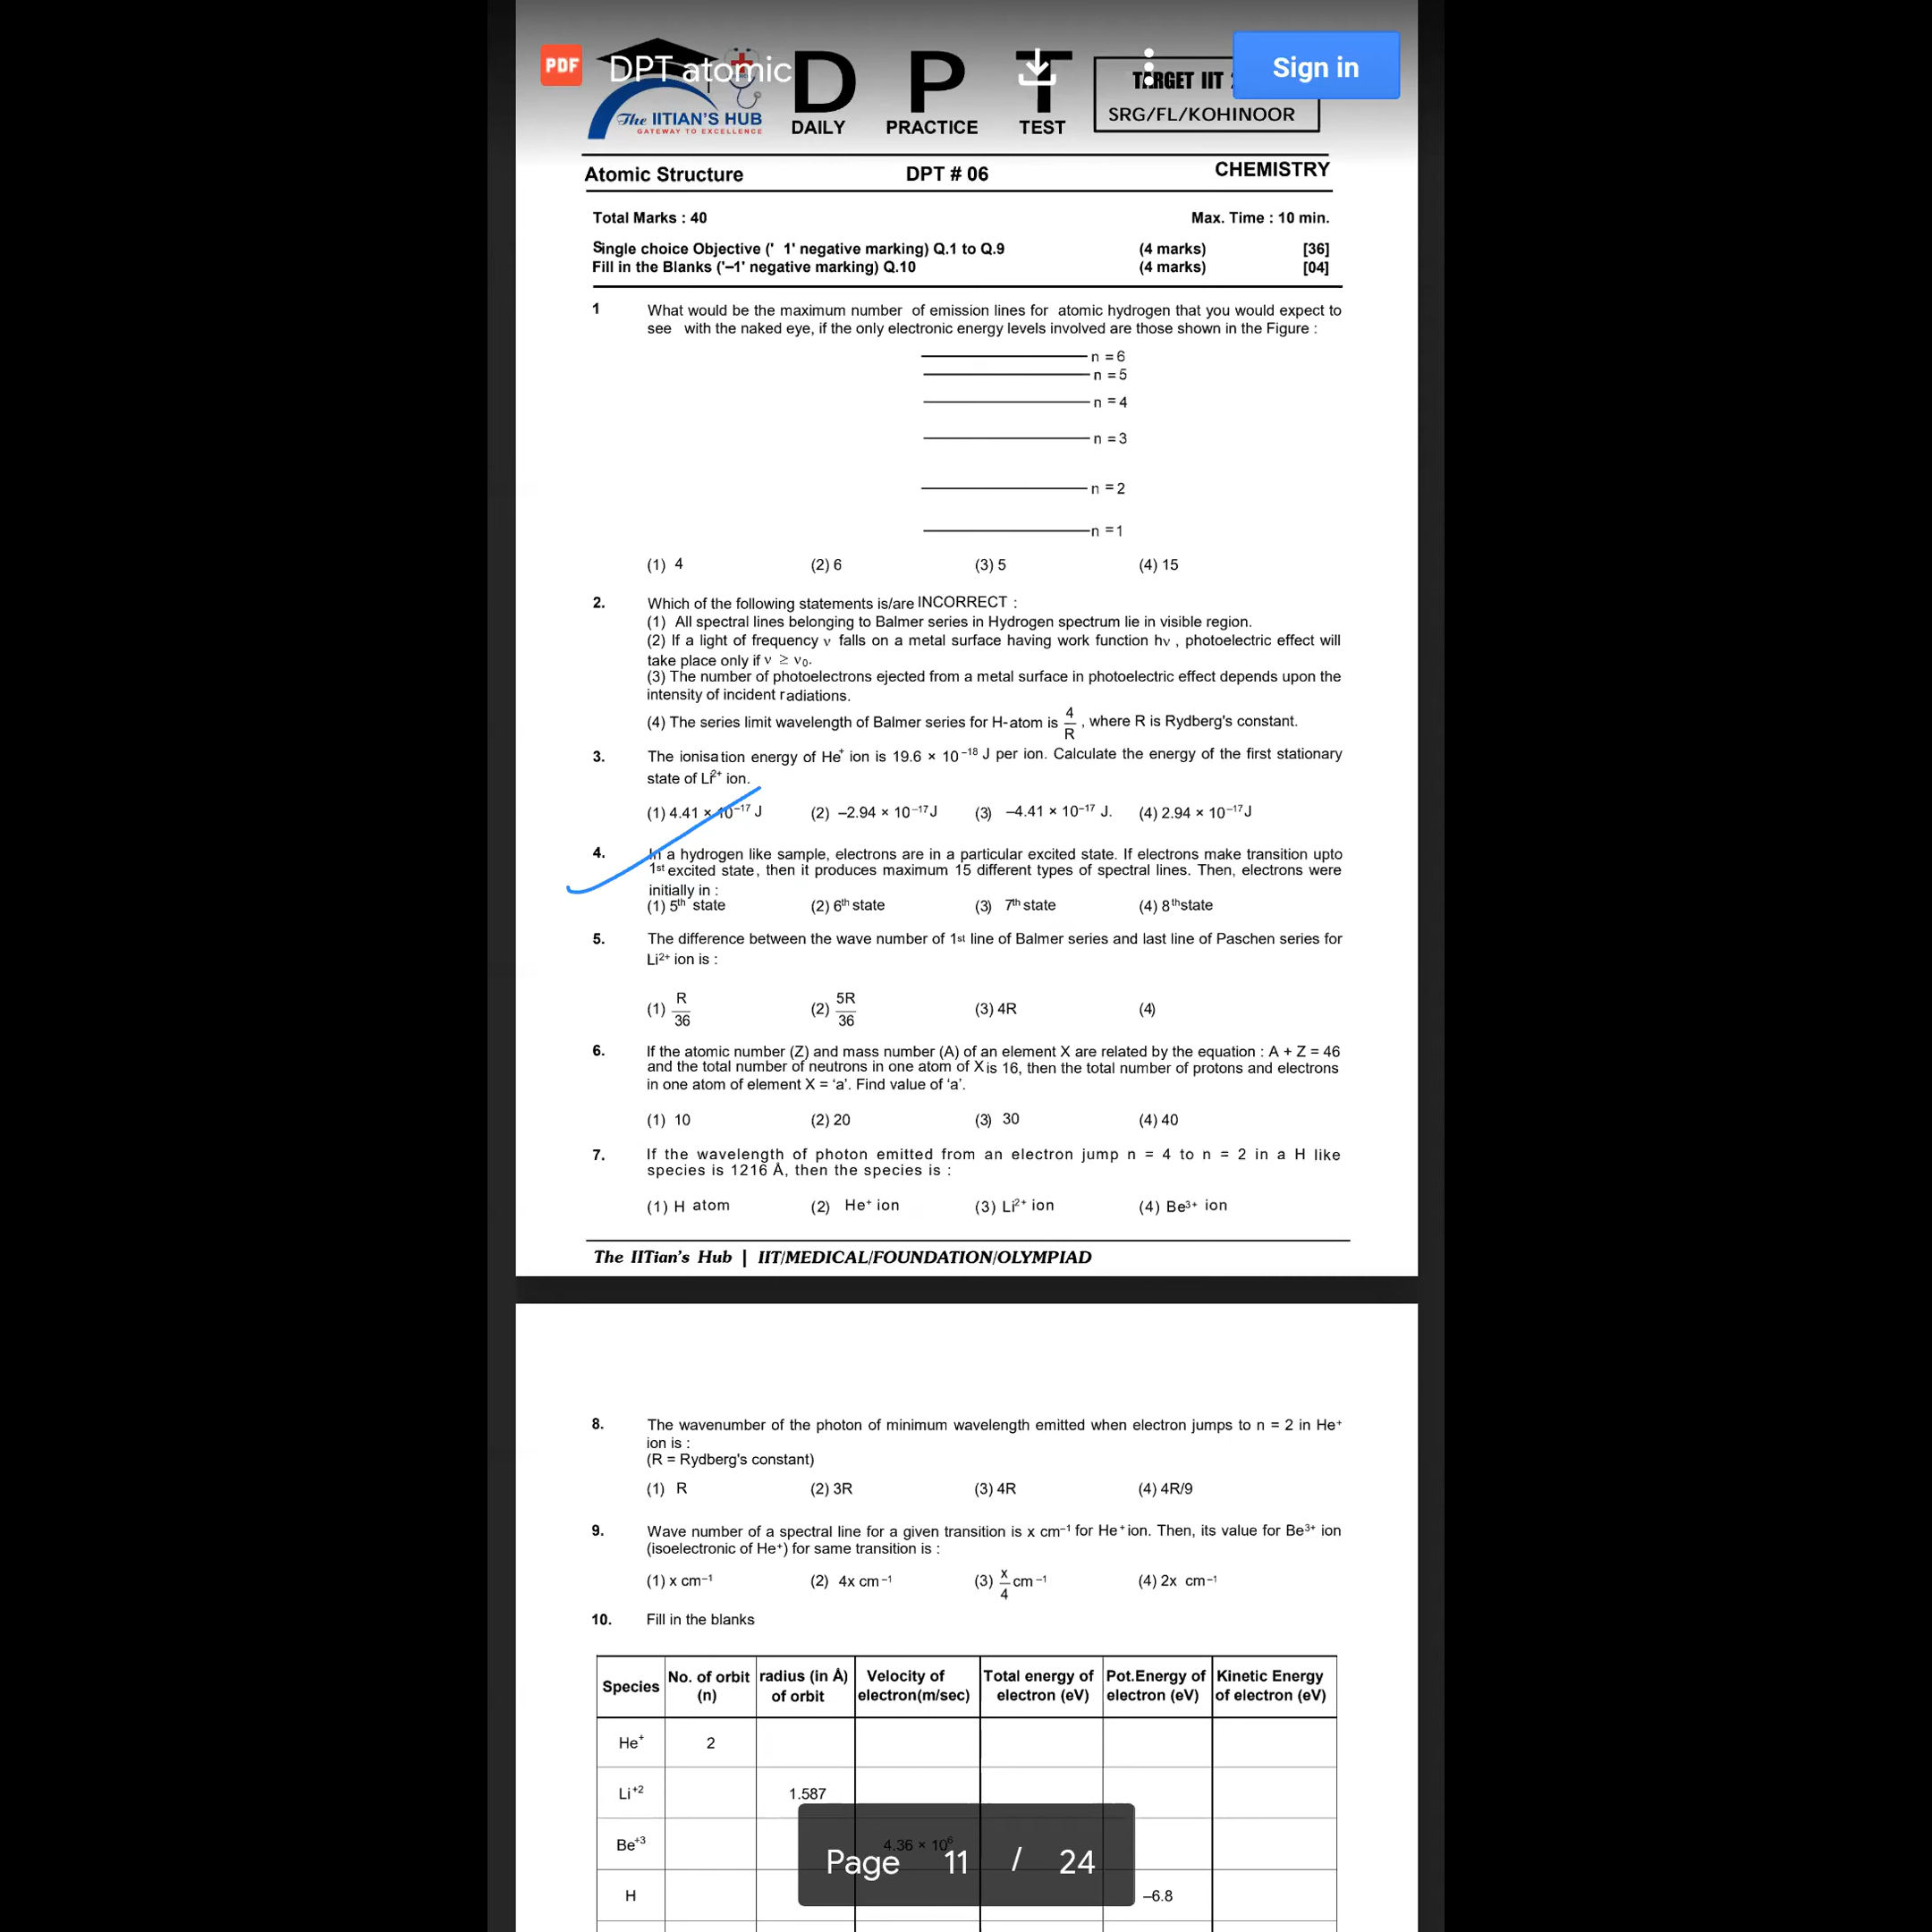 PDF DPT atomic
Sign in
The IITIAN'S HUB
GATEWAY TO EXCELLENCE
D P T
DAILY PRACTICE TEST
TARGET IIT
SRG/FL/KOHINOOR
Atomic Structure DPT # 06 CHEMISTRY
Total Marks : 40 Max. Time : 10 min.
Single choice Objective (' 1' negative marking) Q.1 to Q.9 (4 marks) [36]
Fill in the Blanks ('–1' negative marking) Q.10 (4 marks) [04]
1 What would be the maximum number of emission lines for atomic hydrogen that you would expect to
see with the naked eye, if the only electronic energy levels involved are those shown in the Figure :
n = 6
n = 5
n = 4
n = 3
n = 2
n = 1
(1) 4 (2) 6 (3) 5 (4) 15
2. Which of the following statements is/are INCORRECT :
(1) All spectral lines belonging to Balmer series in Hydrogen spectrum lie in visible region.
(2) If a light of frequency ν falls on a metal surface having work function hν , photoelectric effect will
take place only if ν ≥ ν₀.
(3) The number of photoelectrons ejected from a metal surface in photoelectric effect depends upon the
intensity of incident radiations.
(4) The series limit wavelength of Balmer series for H-atom is 4/R , where R is Rydberg's constant.
3. The ionisation energy of He⁺ ion is 19.6 × 10⁻¹⁸ J per ion. Calculate the energy of the first stationary
state of Li²⁺ ion.
(1) 4.41 × 10⁻¹⁷ J (2) –2.94 × 10⁻¹⁷ J (3) –4.41 × 10⁻¹⁷ J. (4) 2.94 × 10⁻¹⁷ J
4. In a hydrogen like sample, electrons are in a particular excited state. If electrons make transition upto
1st excited state, then it produces maximum 15 different types of spectral lines. Then, electrons were
initially in :
(1) 5th state (2) 6th state (3) 7th state (4) 8th state
5. The difference between the wave number of 1st line of Balmer series and last line of Paschen series for
Li²⁺ ion is :
(1) R/36 (2) 5R/36 (3) 4R (4)
6. If the atomic number (Z) and mass number (A) of an element X are related by the equation : A + Z = 46
and the total number of neutrons in one atom of X is 16, then the total number of protons and electrons
in one atom of element X = ‘a’. Find value of ‘a’.
(1) 10 (2) 20 (3) 30 (4) 40
7. If the wavelength of photon emitted from an electron jump n = 4 to n = 2 in a H like
species is 1216 Å, then the species is :
(1) H atom (2) He⁺ ion (3) Li²⁺ ion (4) Be³⁺ ion
The IITian's Hub | IIT/MEDICAL/FOUNDATION/OLYMPIAD
8. The wavenumber of the photon of minimum wavelength emitted when electron jumps to n = 2 in He⁺
ion is :
(R = Rydberg's constant)
(1) R (2) 3R (3) 4R (4) 4R/9
9. Wave number of a spectral line for a given transition is x cm⁻¹ for He⁺ ion. Then, its value for Be³⁺ ion
(isoelectronic of He⁺) for same transition is :
(1) x cm⁻¹ (2) 4x cm⁻¹ (3) x/4 cm⁻¹ (4) 2x cm⁻¹
10. Fill in the blanks
Species No. of orbit (n) radius (in Å) of orbit Velocity of electron(m/sec) Total energy of electron (eV) Pot.Energy of electron (eV) Kinetic Energy of electron (eV)
He⁺ 2
Li⁺² 1.587
Be⁺³ 4.36 × 10⁶
H –6.8
Page 11 / 24